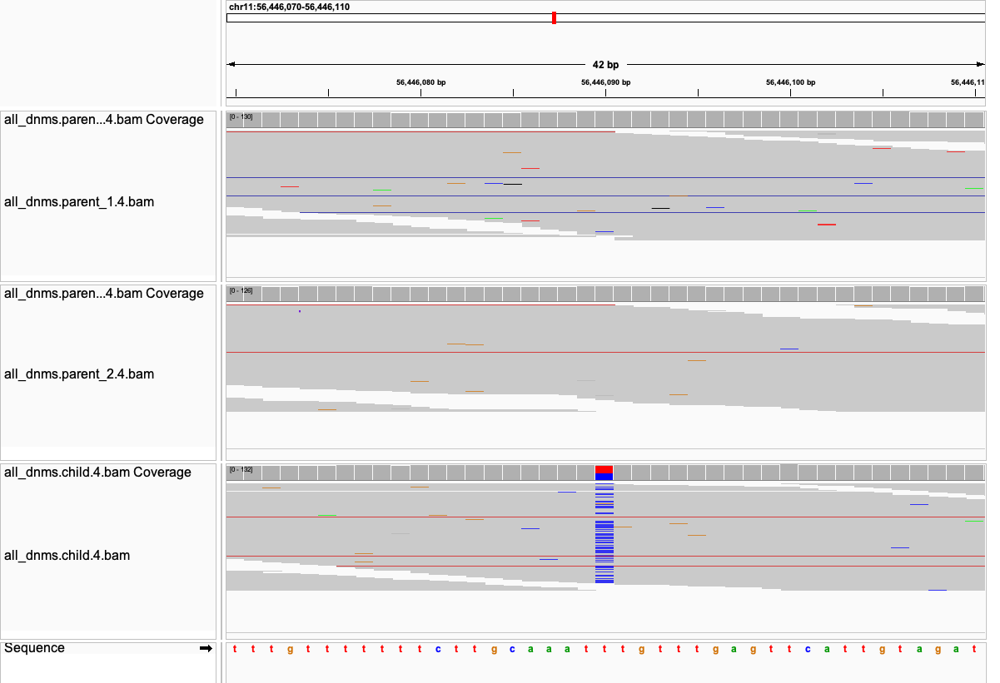 chr11:56,446,070-56,446,110
42 bp
56,446,080 bp 56,446,090 bp 56,446,100 bp 56,446,11
all_dnms.paren...4.bam Coverage [0 - 130]
all_dnms.parent_1.4.bam
all_dnms.paren...4.bam Coverage [0 - 126]
all_dnms.parent_2.4.bam
all_dnms.child.4.bam Coverage [0 - 132]
all_dnms.child.4.bam
Sequence t t t g t t t t t t t c t t g c a a a t t t g t t t g a g t t c a t t g t a g a t